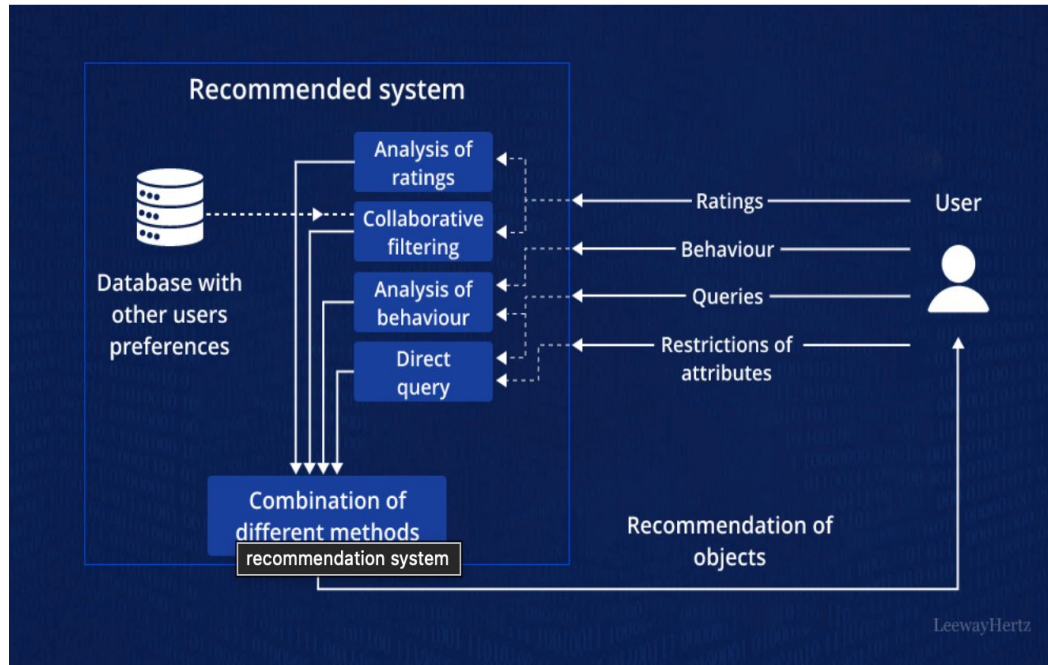 Recommended system
Analysis of
ratings
Collaborative
filtering
Analysis of
behaviour
Direct
query
Database with
other users
preferences
Ratings
Behaviour
Queries
Restrictions of
attributes
User
Combination of
different methods
recommendation system
Recommendation of
objects
LeewayHertz